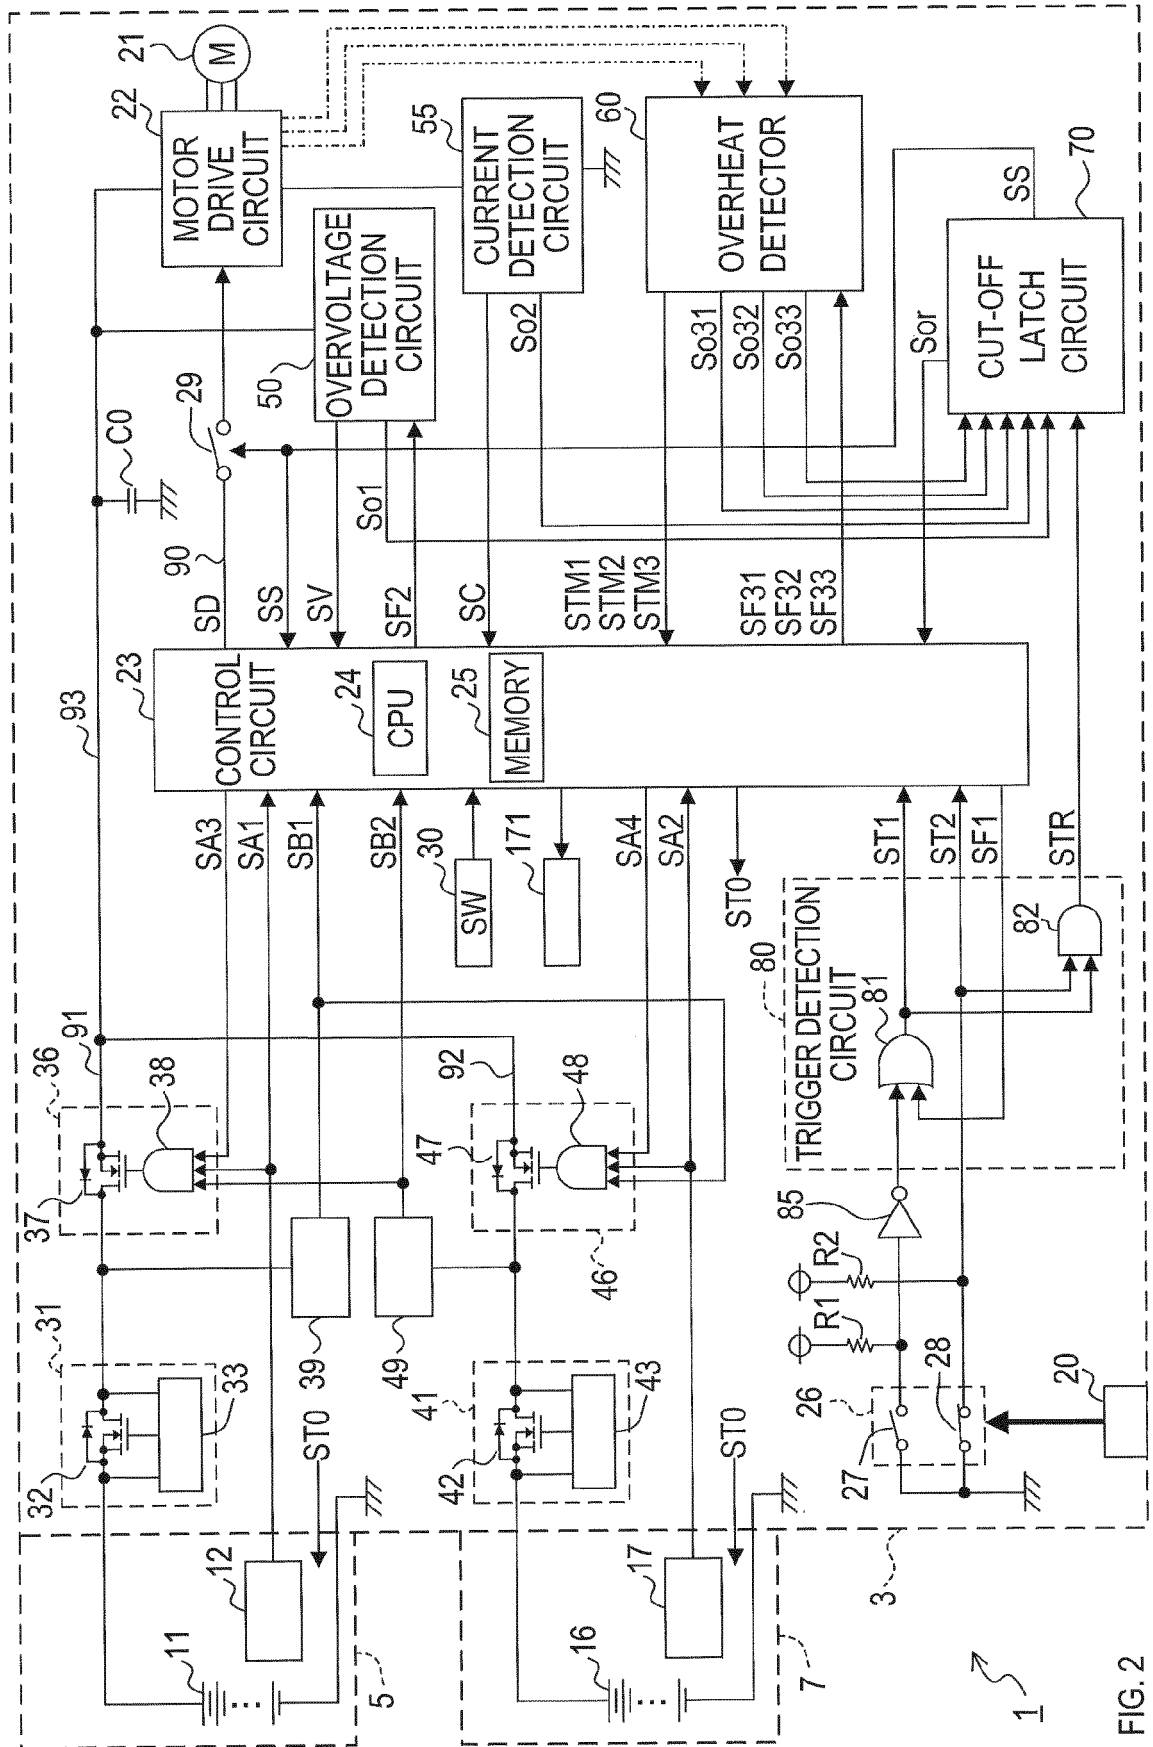 FIG. 2
1
3
5
7
11
12
ST0
16
17
ST0
31
32
33
41
42
43
20
26
27
28
R1
R2
85
36
37
38
91
39
49
46
47
48
92
93
SA3
SA1
SB1
SB2
30
SW
171
SA4
SA2
ST0
80
TRIGGER DETECTION
CIRCUIT
81
82
ST1
ST2
SF1
STR
23
CONTROL
CIRCUIT
24
CPU
25
MEMORY
SD
SS
SV
SF2
SC
STM1
STM2
STM3
SF31
SF32
SF33
90
C0
29
So1
So2
So31
So32
So33
Sor
SS
50
OVERVOLTAGE
DETECTION
CIRCUIT
55
CURRENT
DETECTION
CIRCUIT
60
OVERHEAT
DETECTOR
70
CUT-OFF
LATCH
CIRCUIT
22
MOTOR
DRIVE
CIRCUIT
21
M